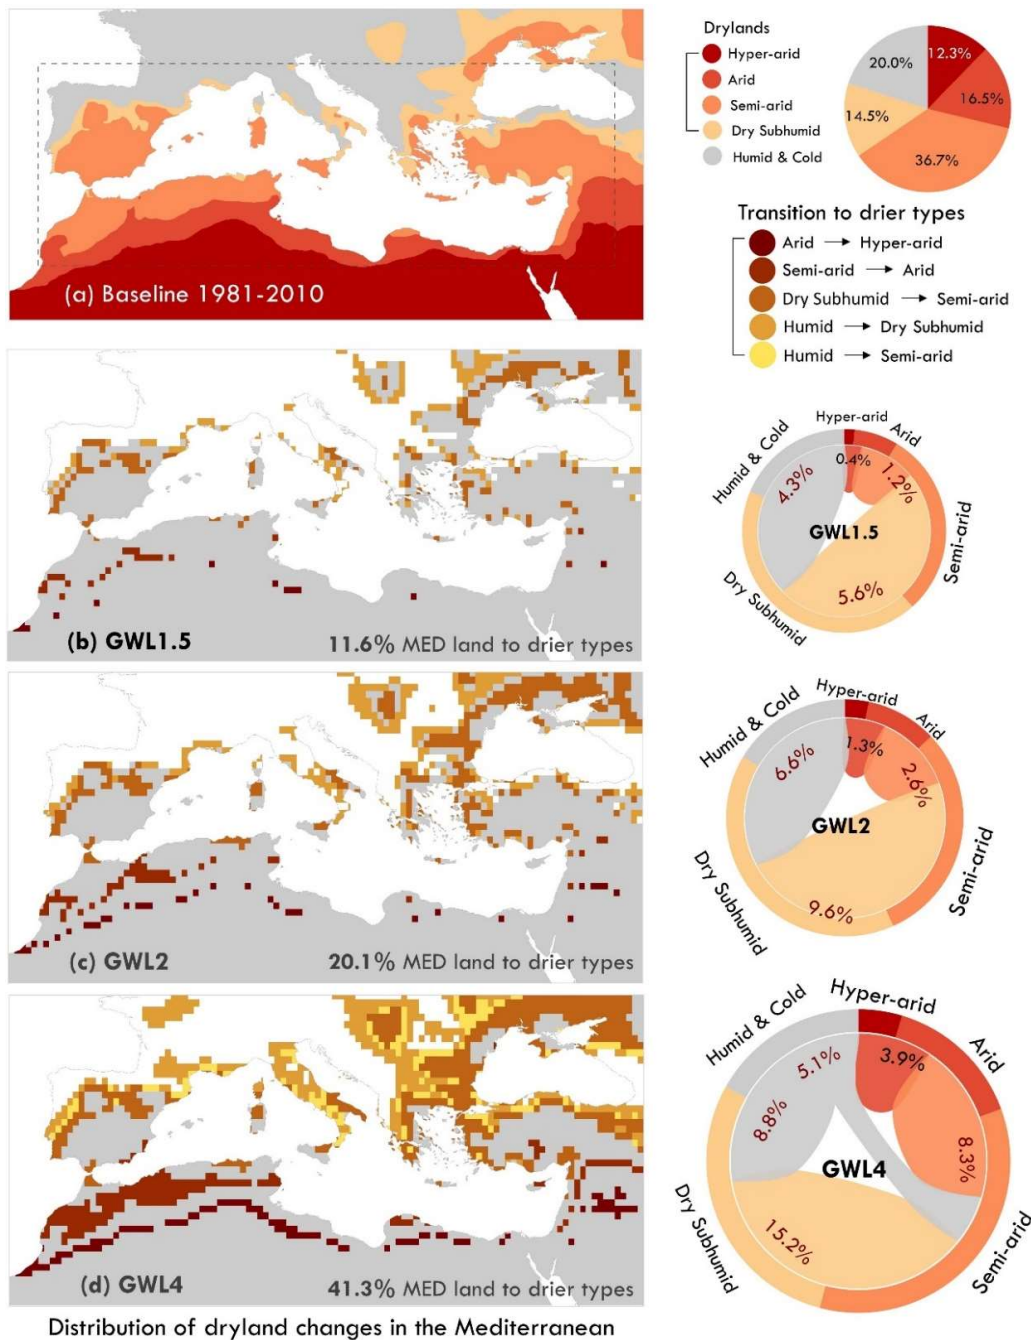 (a) Baseline 1981-2010
Drylands
Hyper-arid
Arid
Semi-arid
Dry Subhumid
Humid & Cold
12.3%
16.5%
36.7%
14.5%
20.0%
Transition to drier types
Arid → Hyper-arid
Semi-arid → Arid
Dry Subhumid → Semi-arid
Humid → Dry Subhumid
Humid → Semi-arid
(b) GWL1.5
11.6% MED land to drier types
Hyper-arid
Arid
Semi-arid
Dry Subhumid
Humid & Cold
0.4%
1.2%
4.3%
GWL1.5
5.6%
(c) GWL2
20.1% MED land to drier types
Hyper-arid
Arid
Semi-arid
Dry Subhumid
Humid & Cold
1.3%
2.6%
6.6%
GWL2
9.6%
(d) GWL4
41.3% MED land to drier types
Hyper-arid
Arid
Semi-arid
Dry Subhumid
Humid & Cold
5.1%
3.9%
8.8%
8.3%
GWL4
15.2%
Distribution of dryland changes in the Mediterranean